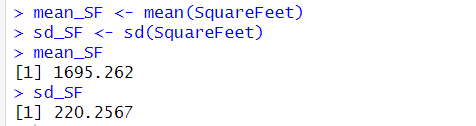 > mean_SF <- mean(SquareFeet)
> sd_SF <- sd(SquareFeet)
> mean_SF
[1] 1695.262
> sd_SF
[1] 220.2567